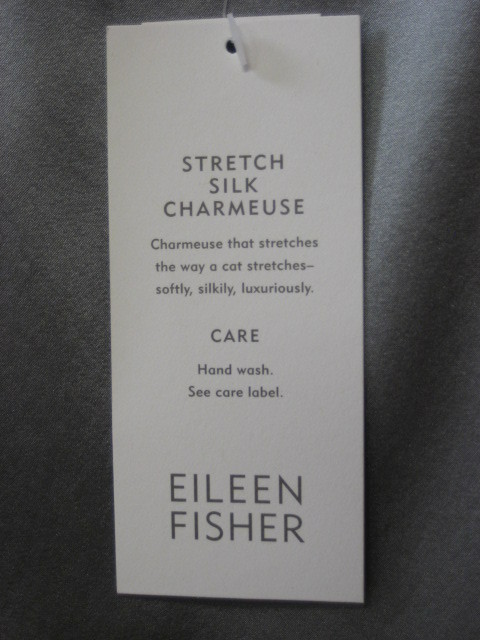 STRETCH
SILK
CHARMEUSE
Charmeuse that stretches
the way a cat stretches–
softly, silkily, luxuriously.
CARE
Hand wash.
See care label.
EILEEN
FISHER